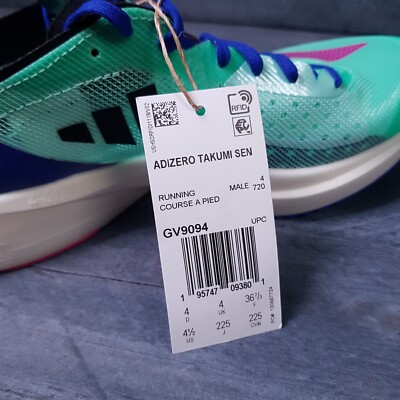 RFID
ADIZERO TAKUMI SEN
RUNNING MALE 4
COURSE A PIED 720
GV9094 UPC
1 95747 09380 1
4 4 36⅔
D UK F
4½ 225 225
US J CHN